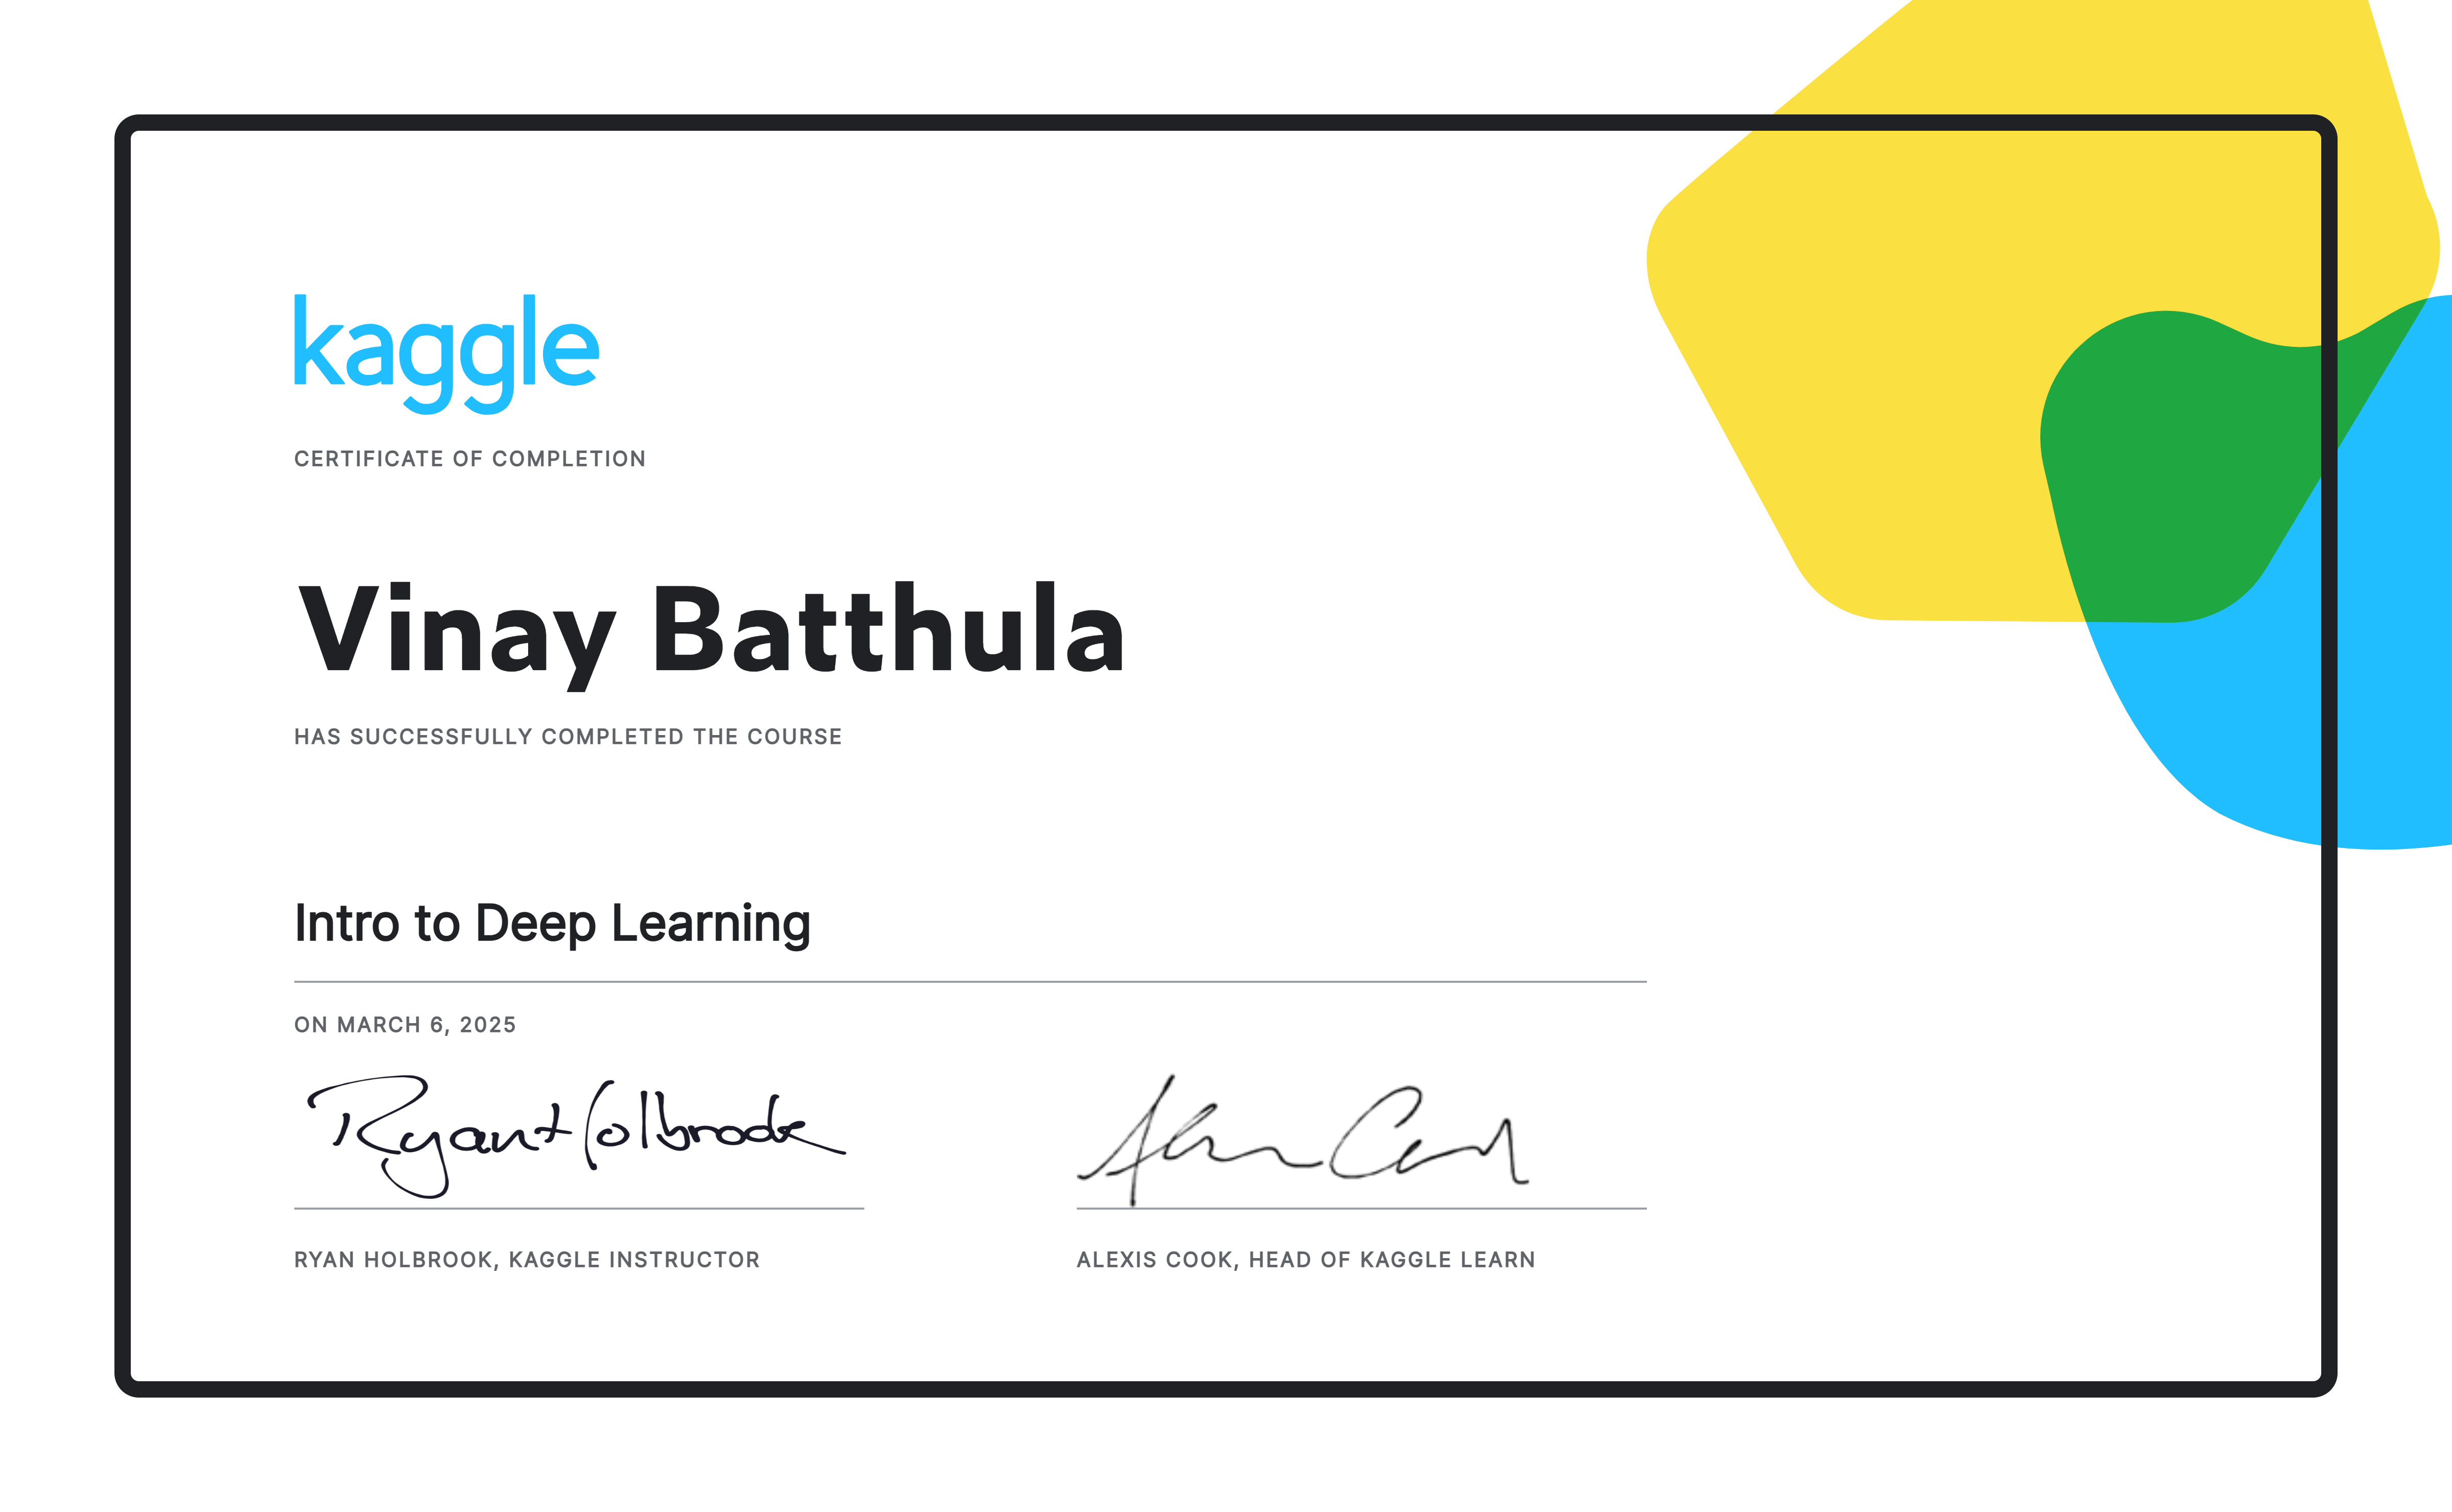 kaggle
CERTIFICATE OF COMPLETION
Vinay Batthula
HAS SUCCESSFULLY COMPLETED THE COURSE
Intro to Deep Learning
ON MARCH 6, 2025
Ryan Holbrook
Alexis Cook
RYAN HOLBROOK, KAGGLE INSTRUCTOR
ALEXIS COOK, HEAD OF KAGGLE LEARN